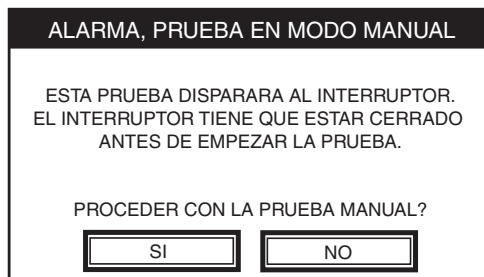 ALARMA, PRUEBA EN MODO MANUAL
ESTA PRUEBA DISPARARA AL INTERRUPTOR.
EL INTERRUPTOR TIENE QUE ESTAR CERRADO
ANTES DE EMPEZAR LA PRUEBA.
PROCEDER CON LA PRUEBA MANUAL?
SI NO